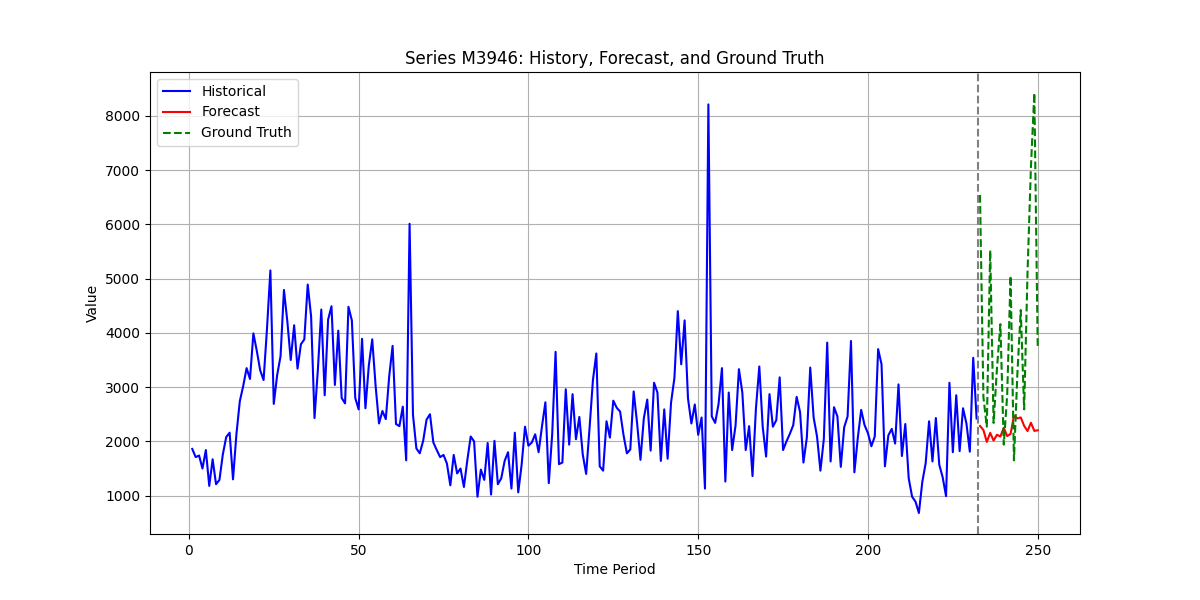 Series M3946: History, Forecast, and Ground Truth
Historical
Forecast
Ground Truth
8000
7000
6000
5000
4000
3000
2000
1000
Value
0 50 100 150 200 250
Time Period